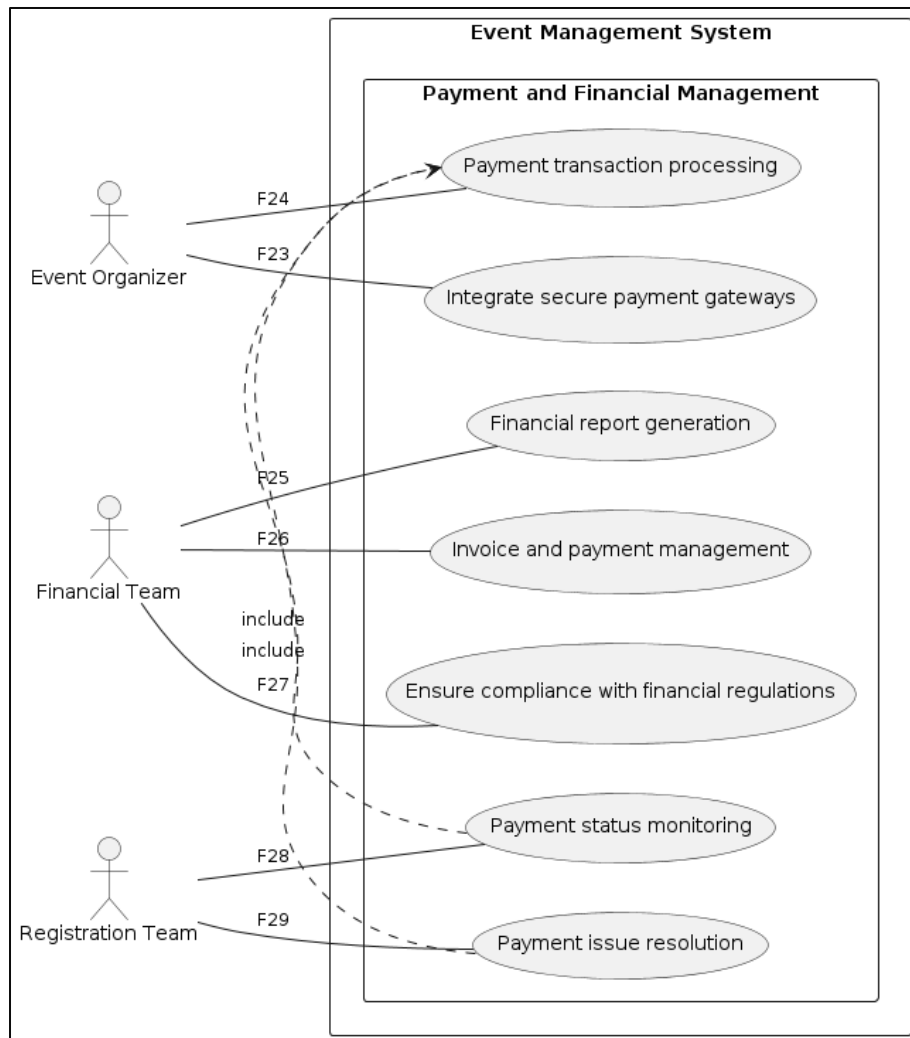 Event Management System
Payment and Financial Management
Payment transaction processing
F24
F23
Event Organizer
Integrate secure payment gateways
Financial report generation
F25
F26
Invoice and payment management
Financial Team
include
include
F27
Ensure compliance with financial regulations
Payment status monitoring
F28
F29
Registration Team
Payment issue resolution